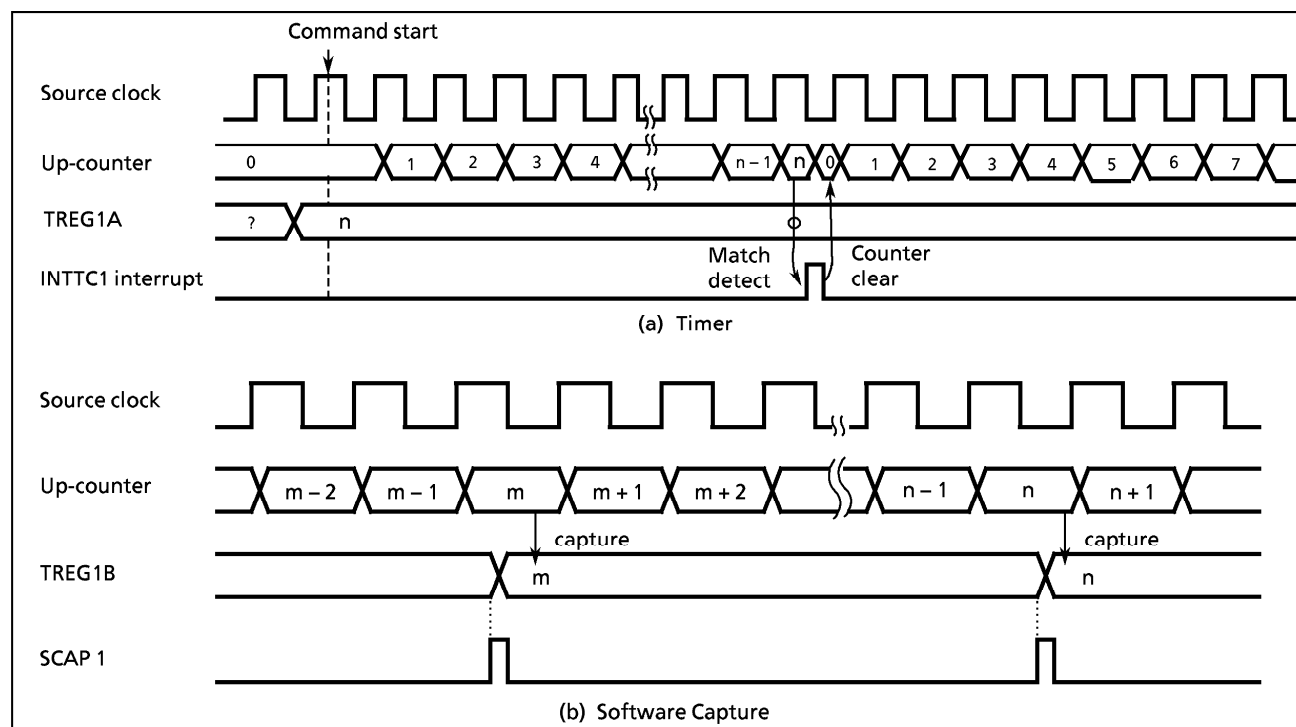 Command start
Source clock
Up-counter 0 1 2 3 4 n – 1 n 0 1 2 3 4 5 6 7
TREG1A ? n
Match detect
Counter clear
INTTC1 interrupt
(a) Timer
Source clock
Up-counter m – 2 m – 1 m m + 1 m + 2 n – 1 n n + 1
capture capture
TREG1B m n
SCAP 1
(b) Software Capture